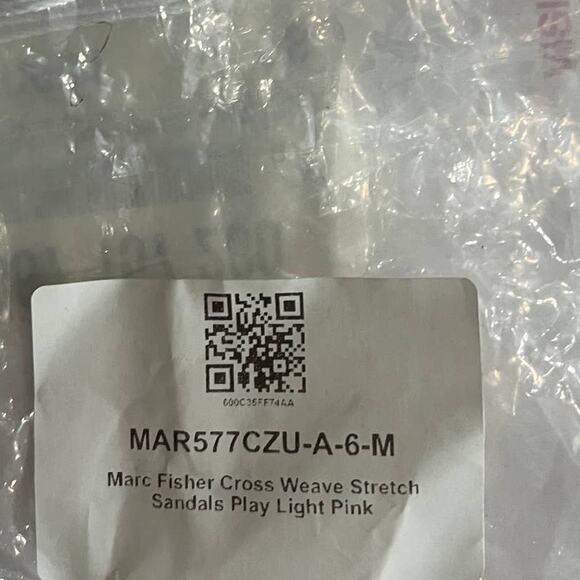 600C35FF74AA
MAR577CZU-A-6-M
Marc Fisher Cross Weave Stretch
Sandals Play Light Pink